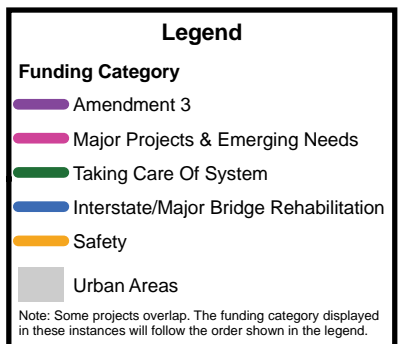 Legend
Funding Category
Amendment 3
Major Projects & Emerging Needs
Taking Care Of System
Interstate/Major Bridge Rehabilitation
Safety
Urban Areas
Note: Some projects overlap. The funding category displayed
in these instances will follow the order shown in the legend.